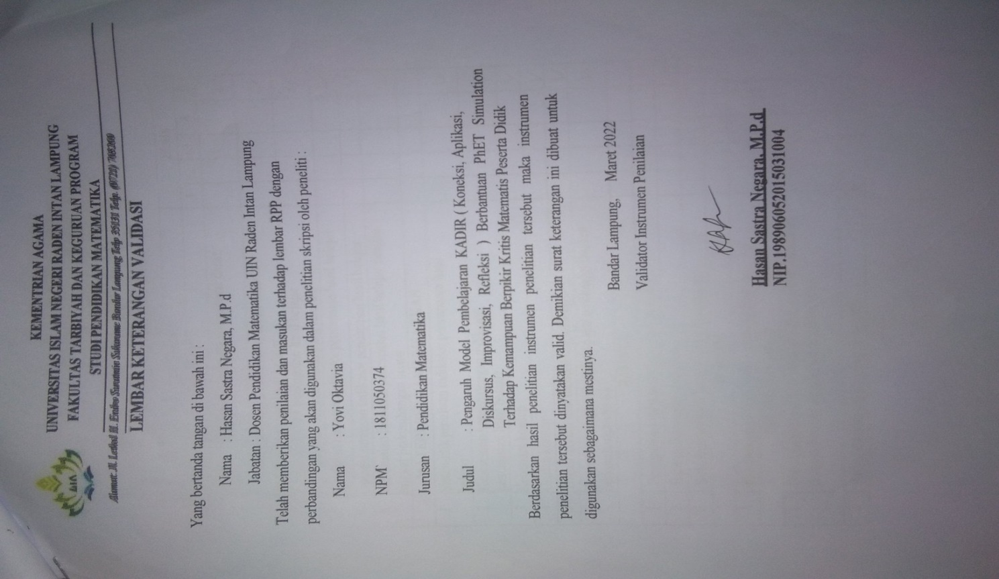 KEMENTRIAN AGAMA
UNIVERSITAS ISLAM NEGERI RADEN INTAN LAMPUNG
FAKULTAS TARBIYAH DAN KEGURUAN PROGRAM
STUDI PENDIDIKAN MATEMATIKA
Alamat: Jl. Letkol H. Endro Suratmin Sukarame Bandar Lampung Telp 35131 Telp. (0721)
LEMBAR KETERANGAN VALIDASI
Yang bertanda tangan di bawah ini :
Nama : Hasan Sastra Negara, M.P.d
Jabatan : Dosen Pendidikan Matematika UIN Raden Intan Lampung
Telah memberikan penilaian dan masukan terhadap lembar RPP dengan
perbandingan yang akan digunakan dalam penelitian skripsi oleh peneliti :
Nama : Yovi Oktavia
NPM` : 1811050374
Jurusan : Pendidikan Matematika
Judul : Pengaruh Model Pembelajaran KADIR ( Koneksi, Aplikasi,
Diskursus, Improvisasi, Refleksi ) Berbantuan PhET Simulation
Terhadap Kemampuan Berpikir Kritis Matematis Peserta Didik
Berdasarkan hasil penelitian instrumen penelitian tersebut maka instrumen
penelitian tersebut dinyatakan valid. Demikian surat keterangan ini dibuat untuk
digunakan sebagaimana mestinya.
Bandar Lampung, Maret 2022
Validator Instrumen Penilaian
Hasan Sastra Negara, M.P.d
NIP.198906052015031004